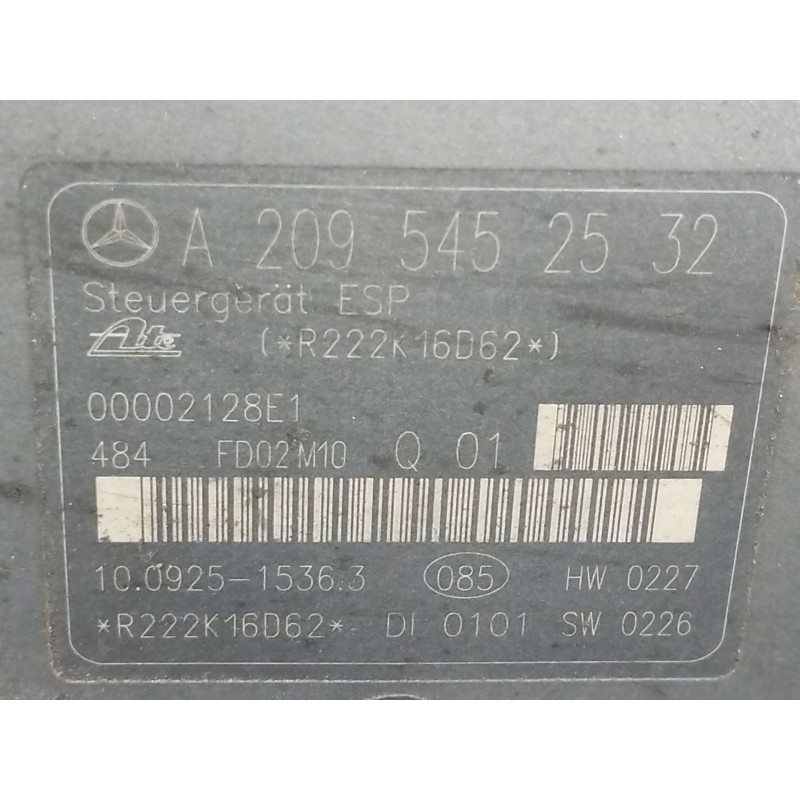 A 209 545 25 32
Steuergerät ESP
Ate (*R222K16D62*)
00002128E1
484 FD02M10 Q 01
10.0925-1536.3 085 HW 0227
*R222K16D62* DI 0101 SW 0226